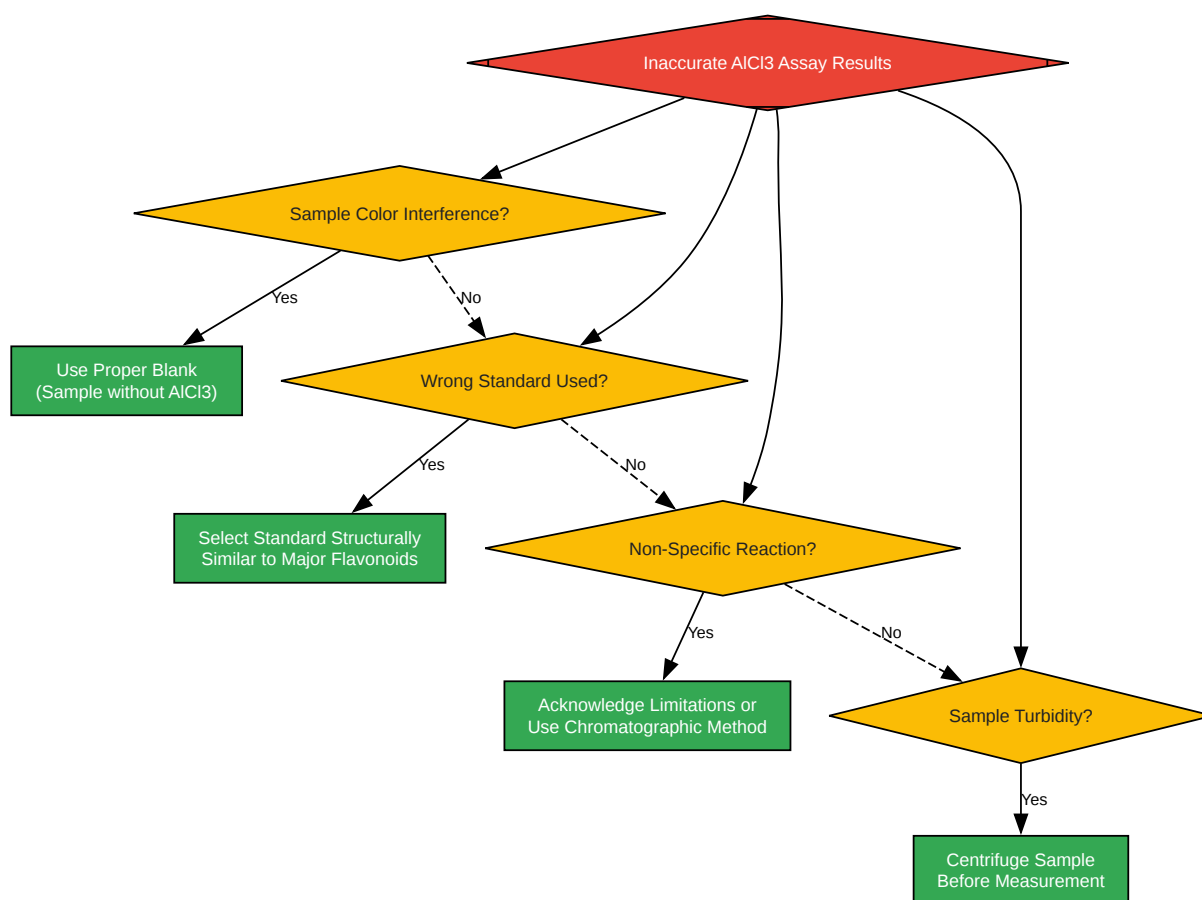 Inaccurate AlCl3 Assay Results
Sample Color Interference?
Yes
No
Use Proper Blank
(Sample without AlCl3)
Wrong Standard Used?
Yes
No
Select Standard Structurally
Similar to Major Flavonoids
Non-Specific Reaction?
Yes
No
Acknowledge Limitations or
Use Chromatographic Method
Sample Turbidity?
Yes
Centrifuge Sample
Before Measurement